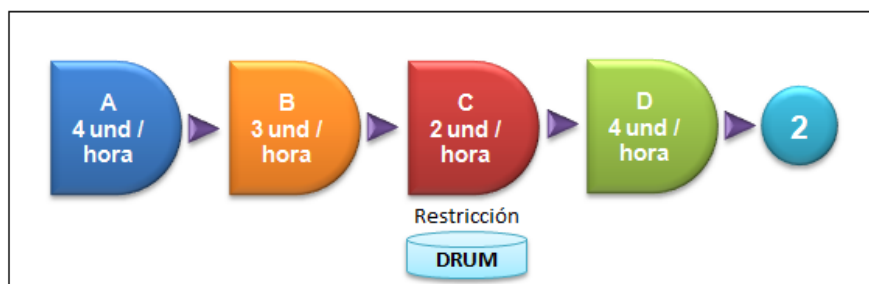 A
4 und /
hora
B
3 und /
hora
C
2 und /
hora
D
4 und /
hora
2
Restricción
DRUM